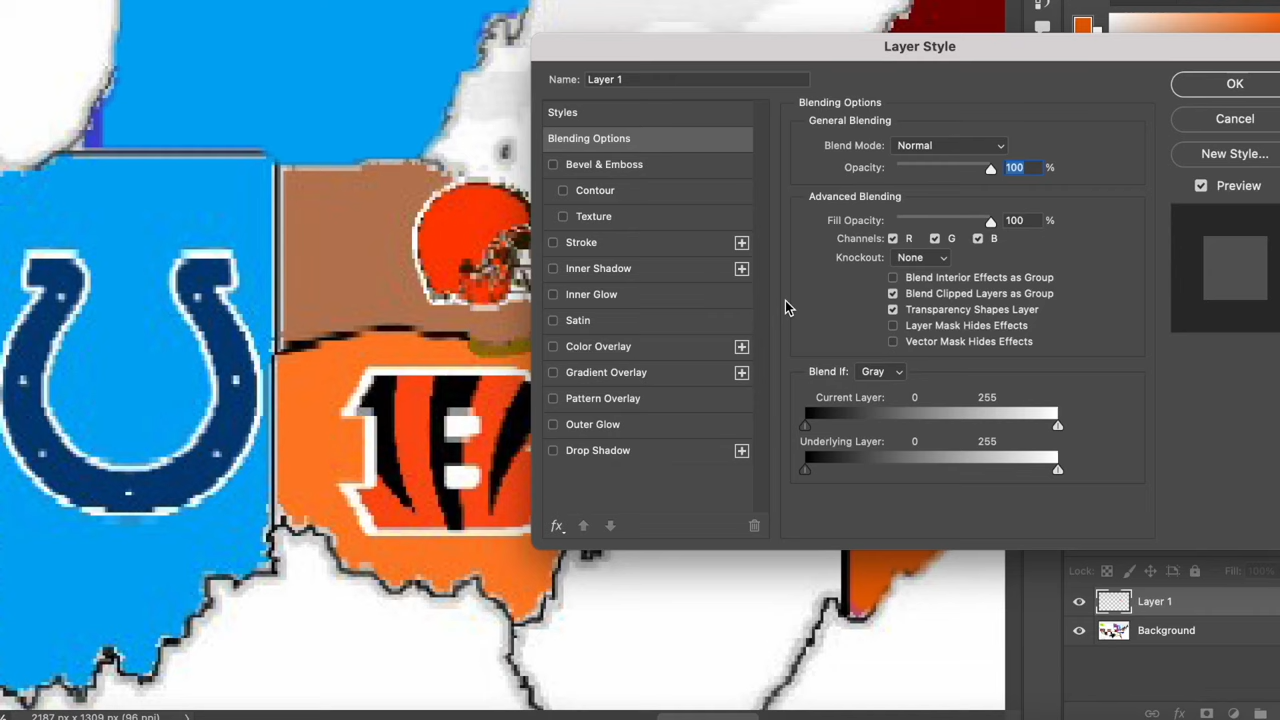 Layer Style
Name: Layer 1
OK
Styles
Blending Options
Blending Options
General Blending
Cancel
Blend Mode: Normal
New Style...
Bevel & Emboss
Opacity: 100 %
Preview
Contour
Advanced Blending
Texture
Fill Opacity: 100 %
Stroke
Channels: R G B
Knockout: None
Inner Shadow
Blend Interior Effects as Group
Inner Glow
Blend Clipped Layers as Group
Transparency Shapes Layer
Satin
Layer Mask Hides Effects
Vector Mask Hides Effects
Color Overlay
Gradient Overlay
Blend If: Gray
Pattern Overlay
Current Layer: 0 255
Outer Glow
Underlying Layer: 0 255
Drop Shadow
fx
Lock: Fill: 100%
Layer 1
Background
fx
2187 px x 1309 px (96 ppi)